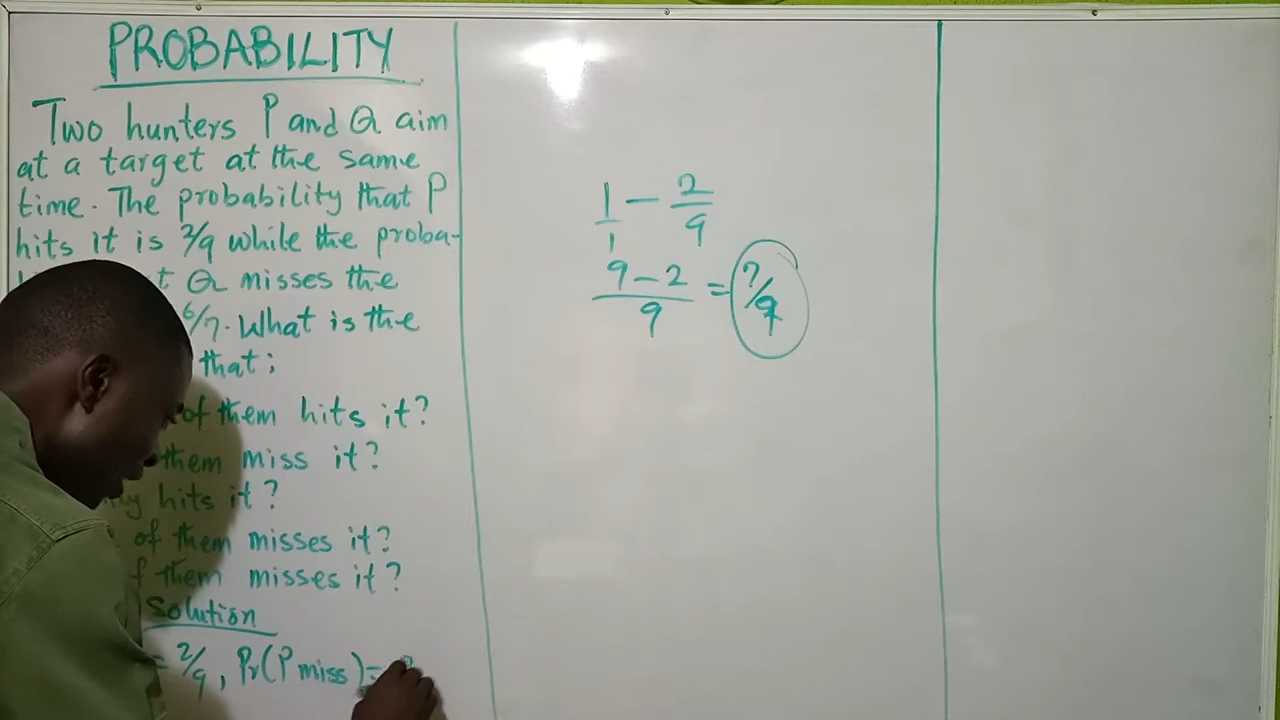 PROBABILITY
Two hunters P and Q aim
at a target at the same
time. The probability that P
hits it is 2/9 while the proba-
Q misses the
6/7. What is the
that;
of them hits it?
them miss it?
hits it?
of them misses it?
them misses it?
Solution
= 2/9, Pr(P miss) =
1/1 - 2/9
9-2/9 = 7/9